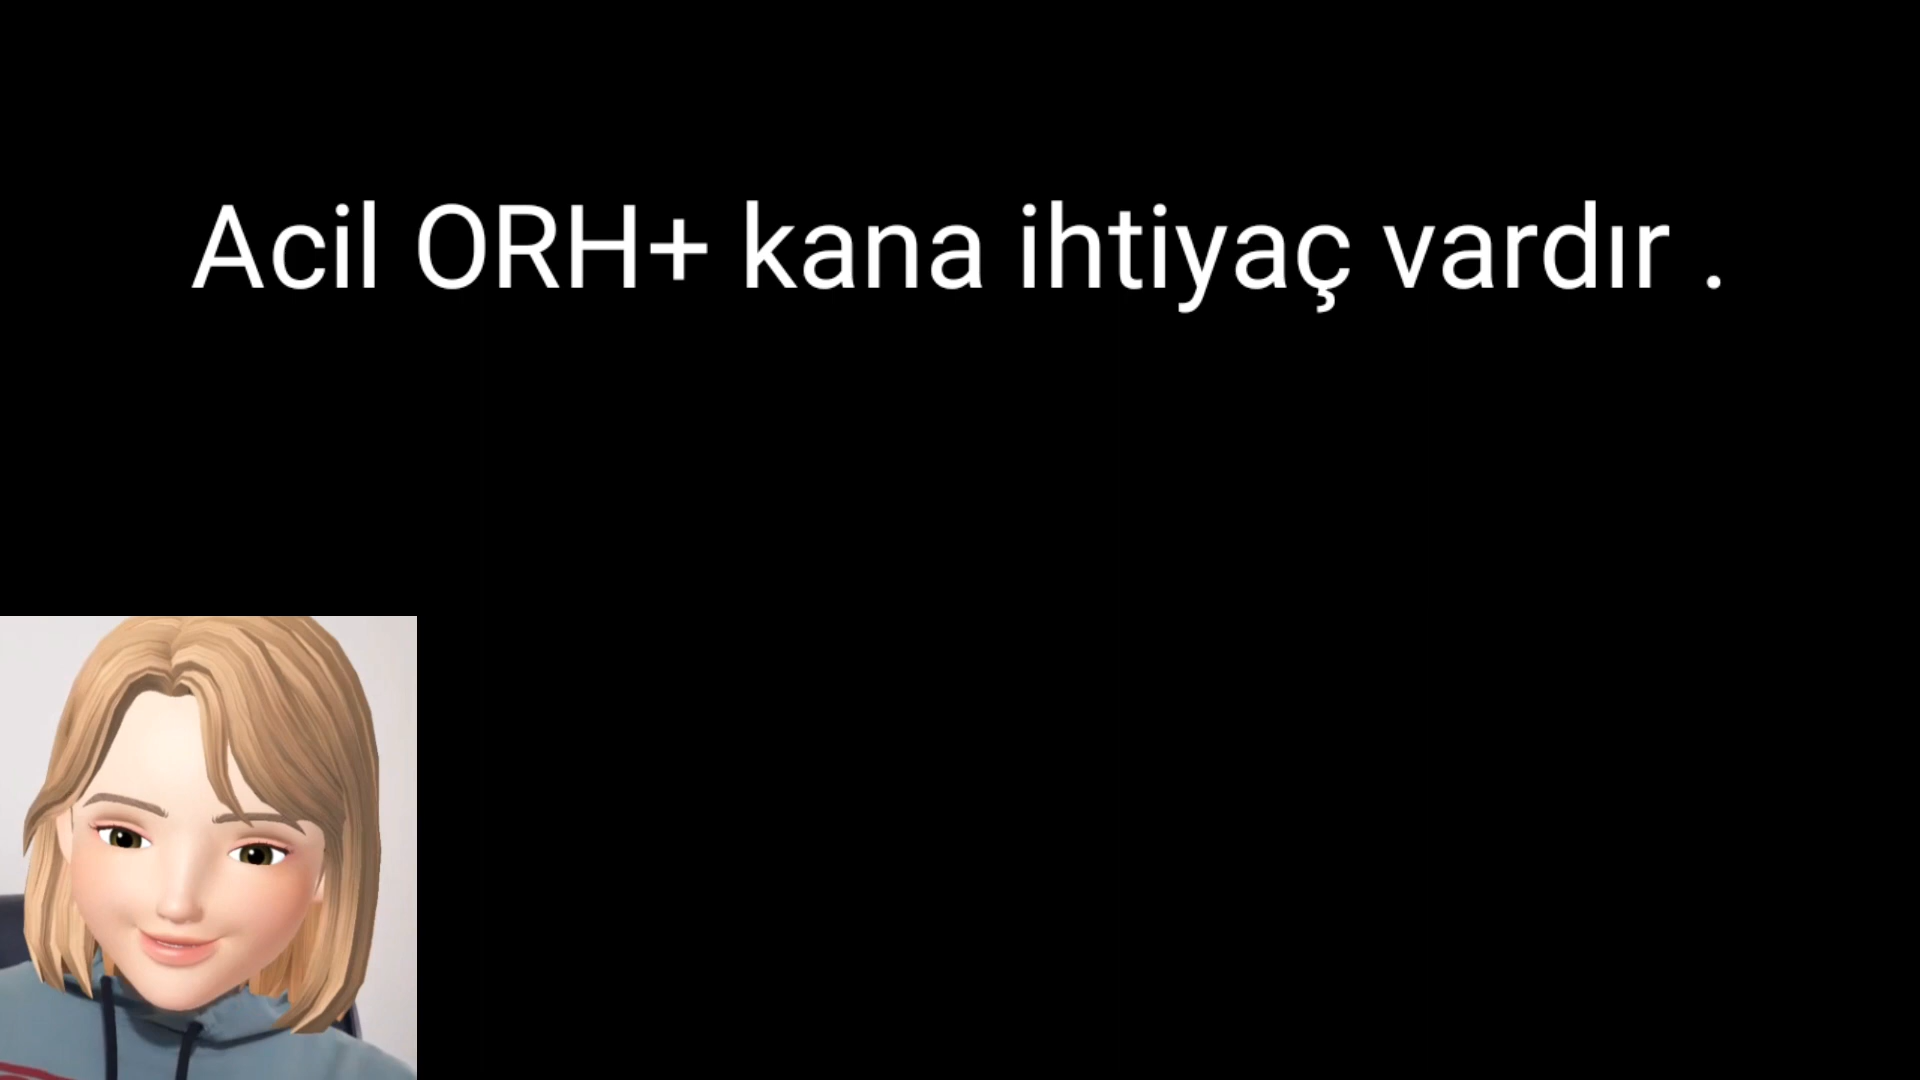 Acil ORH+ kana ihtiyaç vardır .